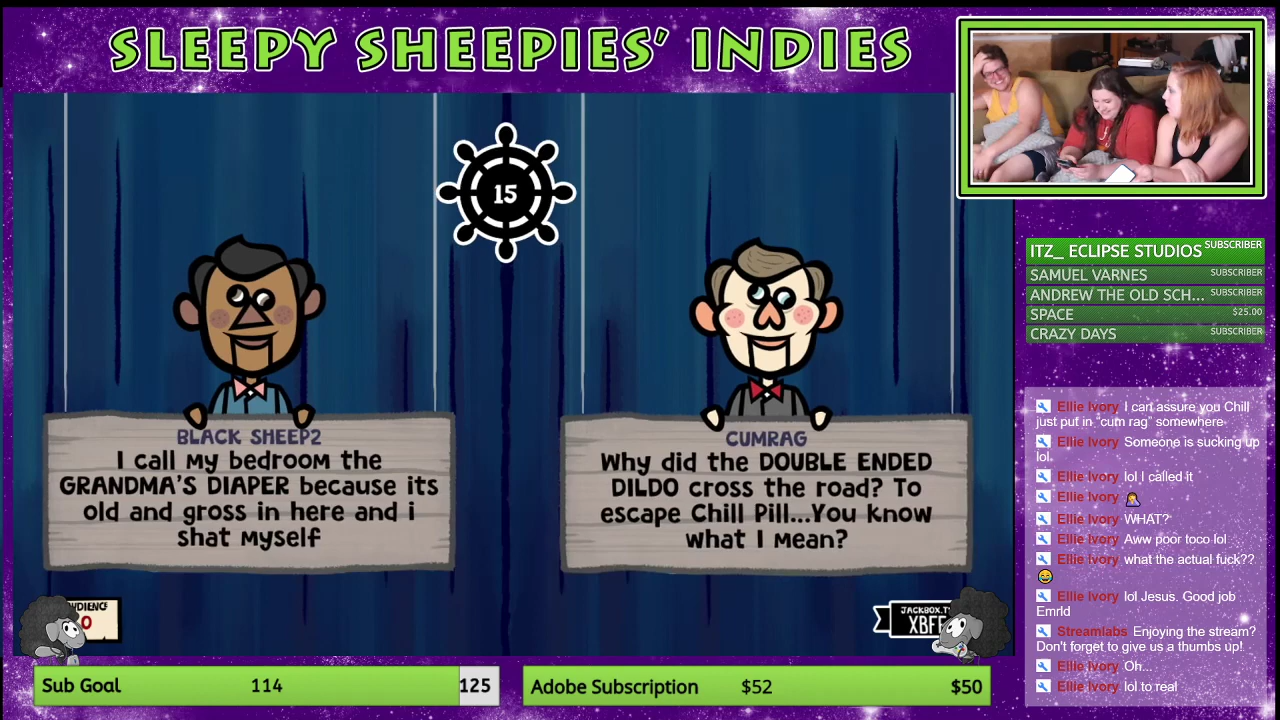 SLEEPY SHEEPIES' INDIES
15
BLACK SHEEP2
I call my bedroom the
GRANDMA'S DIAPER because its
old and gross in here and i
shat myself
CUMRAG
Why did the DOUBLE ENDED
DILDO cross the road? To
escape Chill Pill...You know
what I mean?
0
JACKBOX.TV
Sub Goal 114 125
Adobe Subscription $52 $50
ITZ_ ECLIPSE STUDIOS SUBSCRIBER
SAMUEL VARNES SUBSCRIBER
ANDREW THE OLD SCH... SUBSCRIBER
SPACE $25.00
CRAZY DAYS SUBSCRIBER
Ellie Ivory I can assure you Chill
just put in "cum rag" somewhere
Ellie Ivory Someone is sucking up
lol
Ellie Ivory lol I called it
Ellie Ivory 🤦‍♀️
Ellie Ivory WHAT?
Ellie Ivory Aww poor toco lol
Ellie Ivory what the actual fuck??
😂
Ellie Ivory lol Jesus. Good job
Emrld
Streamlabs Enjoying the stream?
Don't forget to give us a thumbs up!
Ellie Ivory Oh...
Ellie Ivory lol to real